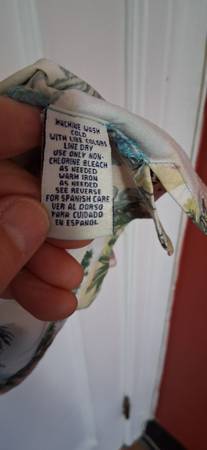 MACHINE WASH
COLD
WITH LIKE COLORS
LINE DRY
USE ONLY NON-
CHLORINE BLEACH
AS NEEDED
WARM IRON
AS NEEDED
SEE REVERSE
FOR SPANISH CARE
VER AL DORSO
PARA CUIDADO
EN ESPANOL